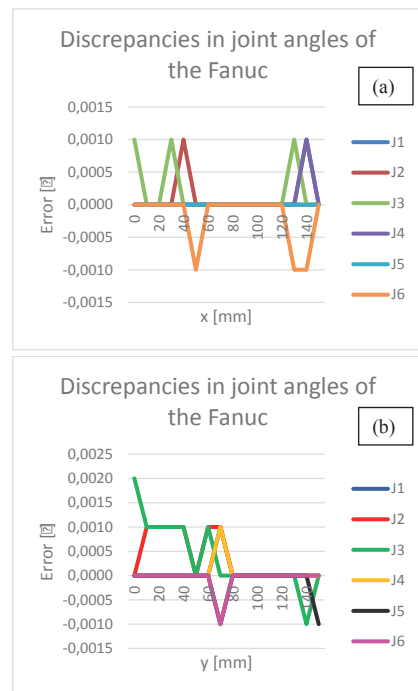 Discrepancies in joint angles of
the Fanuc
(a)
0,0015
0,0010
0,0005
0,0000
-0,0005
-0,0010
-0,0015
Error [⍰]
0 20 40 60 80 100 120 140
x [mm]
J1
J2
J3
J4
J5
J6
Discrepancies in joint angles of
the Fanuc
(b)
0,0025
0,0020
0,0015
0,0010
0,0005
0,0000
-0,0005
-0,0010
-0,0015
Error [⍰]
0 20 40 60 80 100 120 140
y [mm]
J1
J2
J3
J4
J5
J6